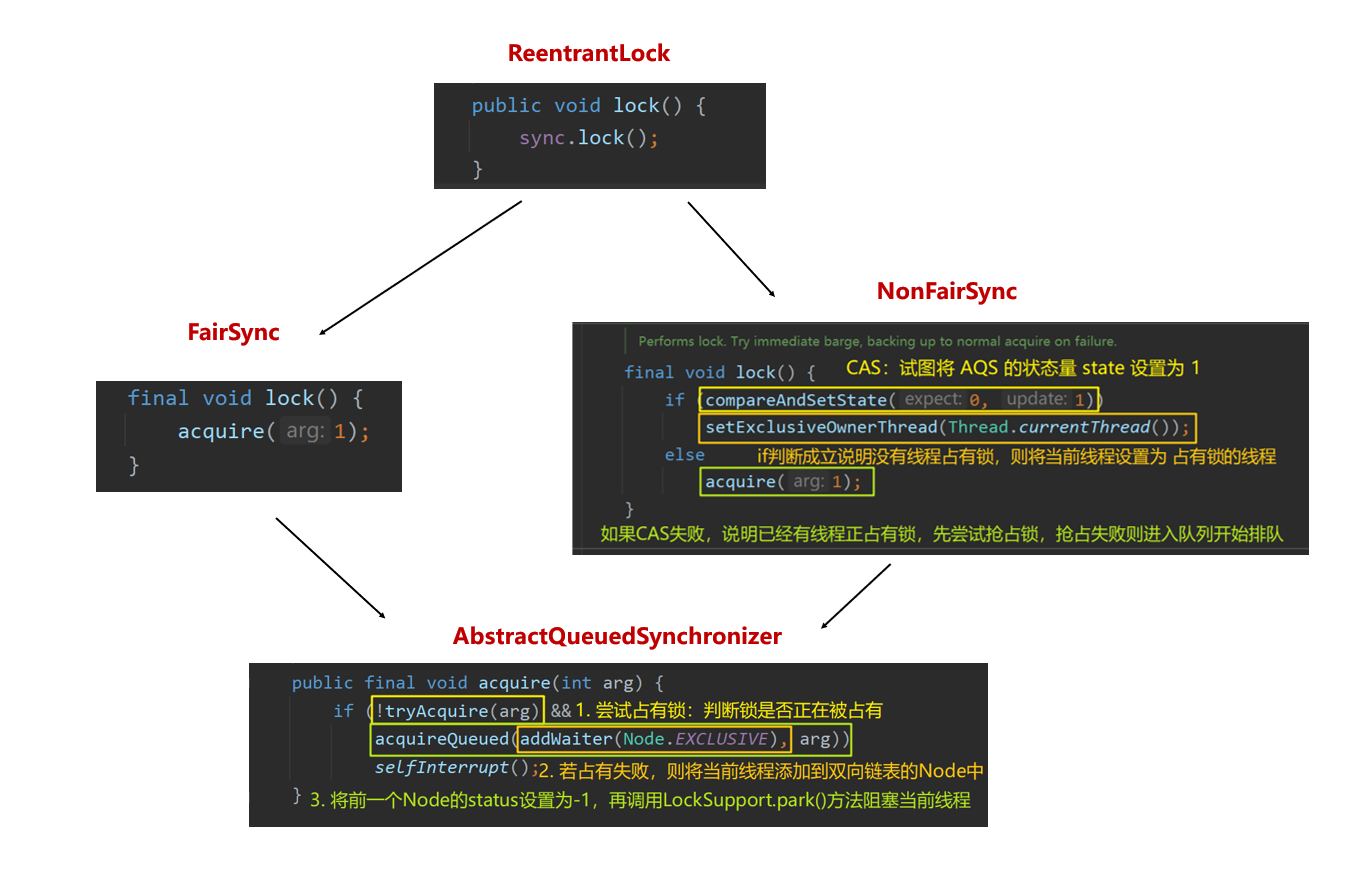 ReentrantLock
public void lock() {
sync.lock();
}
FairSync
final void lock() {
acquire( arg: 1);
}
NonFairSync
Performs lock. Try immediate barge, backing up to normal acquire on failure.
final void lock() { CAS：试图将 AQS 的状态量 state 设置为 1
if (compareAndSetState( expect: 0, update: 1))
setExclusiveOwnerThread(Thread.currentThread());
else if判断成立说明没有线程占有锁，则将当前线程设置为 占有锁的线程
acquire( arg: 1);
}
如果CAS失败，说明已经有线程正占有锁，先尝试抢占锁，抢占失败则进入队列开始排队
AbstractQueuedSynchronizer
public final void acquire(int arg) {
if (!tryAcquire(arg) && 1. 尝试占有锁：判断锁是否正在被占有
acquireQueued(addWaiter(Node.EXCLUSIVE), arg))
selfInterrupt(); 2. 若占有失败，则将当前线程添加到双向链表的Node中
} 3. 将前一个Node的status设置为-1，再调用LockSupport.park()方法阻塞当前线程